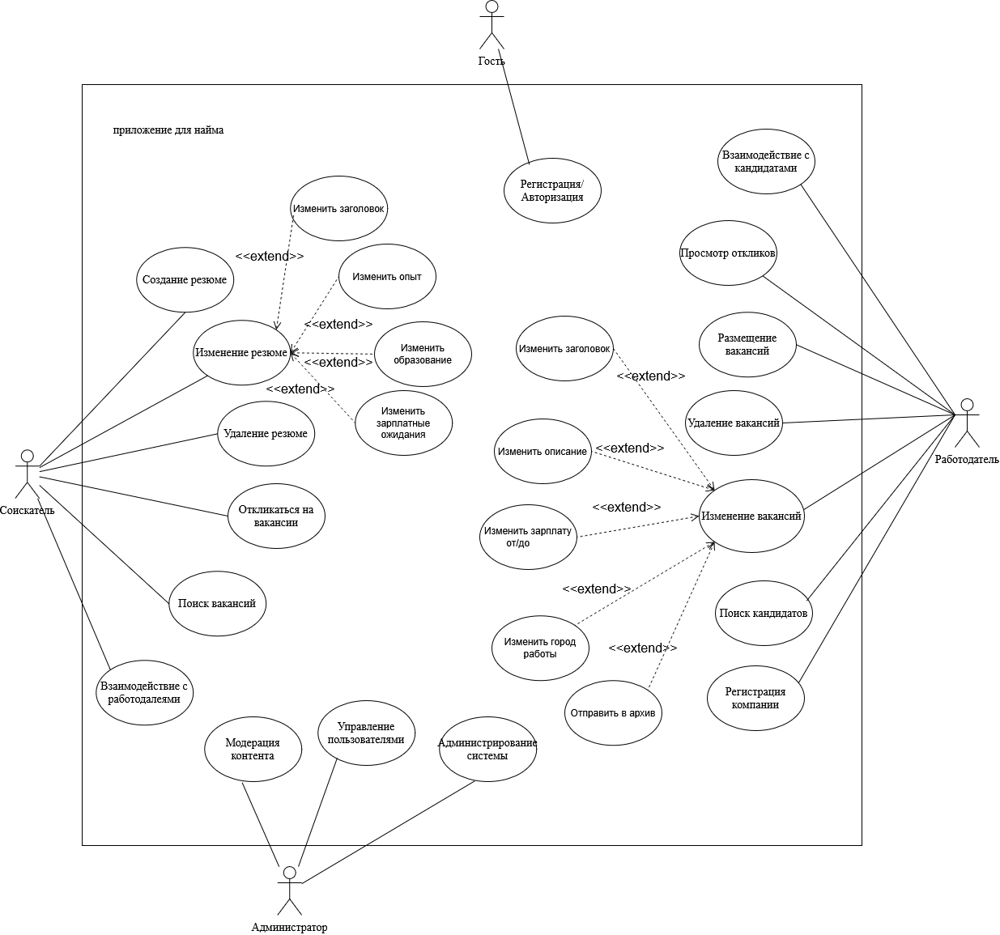 Гость
приложение для найма
Взаимодействие с
кандидатами
Регистрация/
Авторизация
Изменить заголовок
<<extend>>
Просмотр откликов
Создание резюме
Изменить опыт
<<extend>>
Изменение резюме
Изменить
образование
<<extend>>
Изменить заголовок
Размещение
вакансий
<<extend>>
<<extend>>
Изменить
зарплатные
ожидания
Удаление вакансий
Удаление резюме
Изменить описание
<<extend>>
Работодатель
Соискатель
Откликаться на
вакансии
<<extend>>
Изменение вакансий
Изменить зарплату
от/до
<<extend>>
Поиск вакансий
Поиск кандидатов
Изменить город
работы
<<extend>>
Взаимодействие с
работодалеями
Регистрация
компании
Отправить в архив
Управление
пользователями
Модерация
контента
Администрирование
системы
Администратор